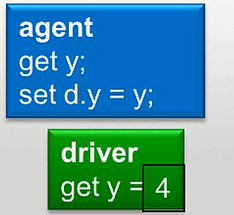 agent
get y;
set d.y = y;
driver
get y = 4